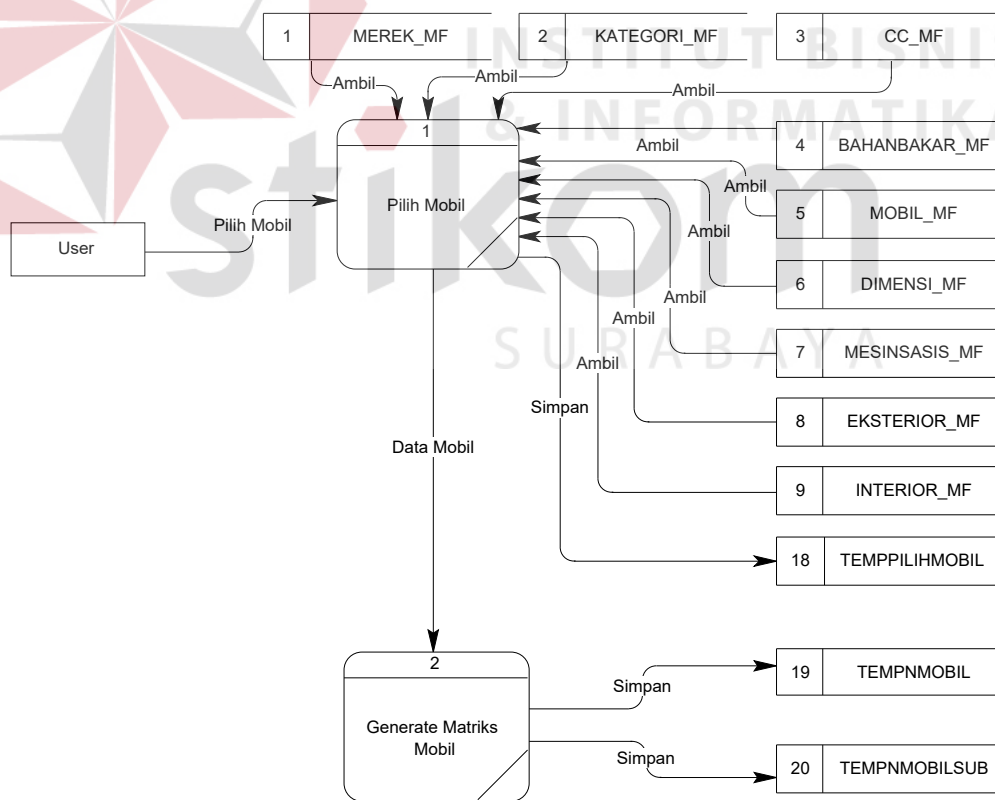 INSTITUT BISNIS
& INFORMATIKA
stikom
SURABAYA
1 MEREK_MF
2 KATEGORI_MF
3 CC_MF
Ambil
Ambil
Ambil
1
Pilih Mobil
User
Pilih Mobil
Ambil
4 BAHANBAKAR_MF
Ambil
5 MOBIL_MF
Ambil
6 DIMENSI_MF
Ambil
7 MESINSASIS_MF
Ambil
8 EKSTERIOR_MF
Ambil
9 INTERIOR_MF
Simpan
18 TEMPPILIHMOBIL
Data Mobil
2
Generate Matriks
Mobil
Simpan
19 TEMPNMOBIL
Simpan
20 TEMPNMOBILSUB